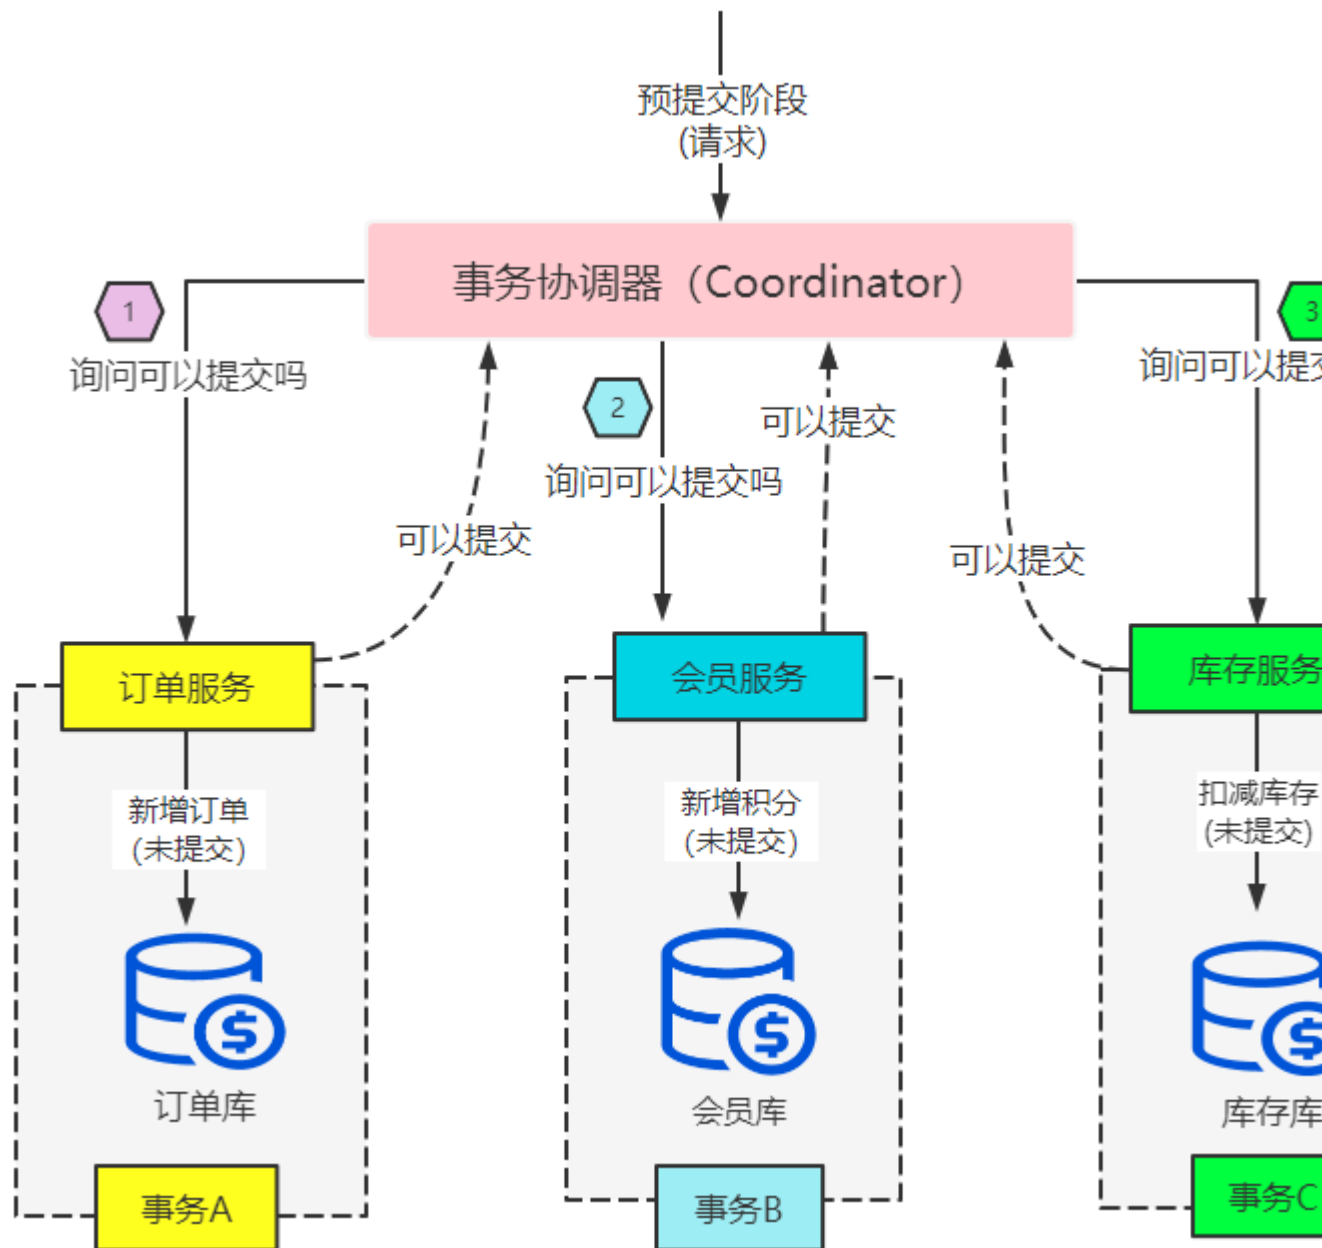 预提交阶段
(请求)
事务协调器（Coordinator）
1
询问可以提交吗
2
询问可以提交吗
3
询问可以提
可以提交
可以提交
可以提交
订单服务
会员服务
库存服务
新增订单
(未提交)
新增积分
(未提交)
扣减库存
(未提交)
订单库
会员库
库存库
事务A
事务B
事务C